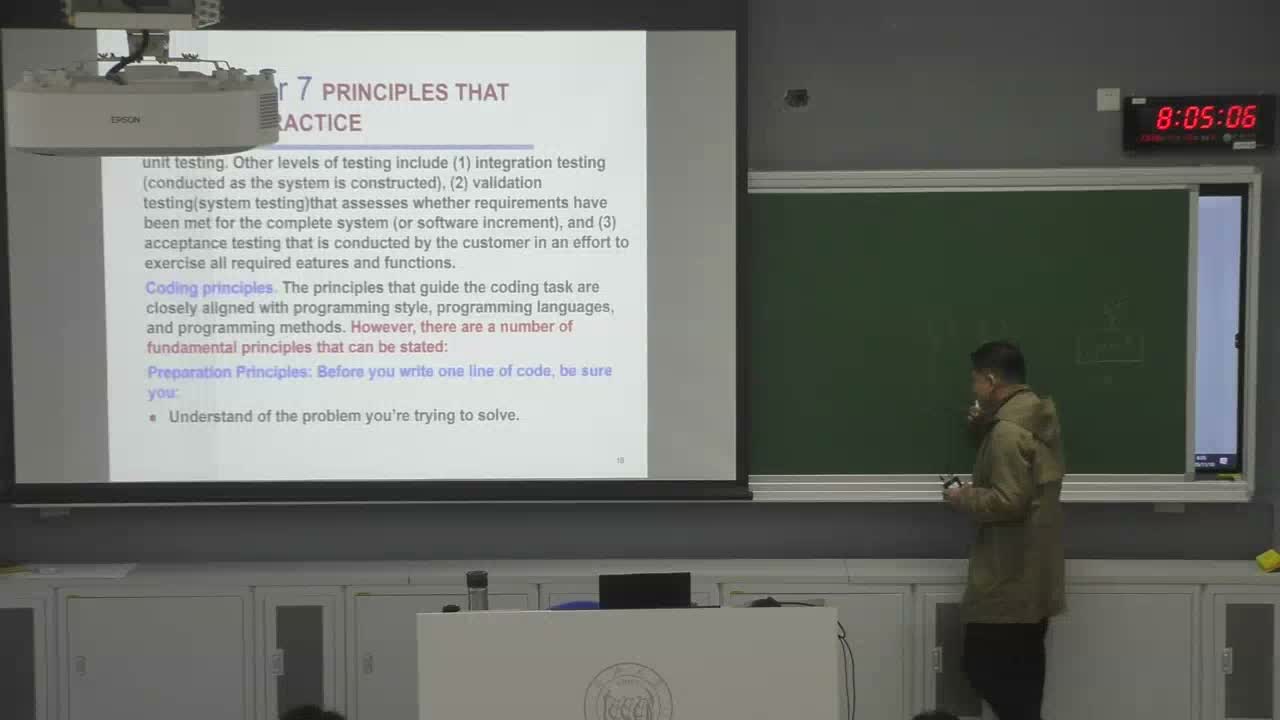 r 7 PRINCIPLES THAT
RACTICE
unit testing. Other levels of testing include (1) integration testing
(conducted as the system is constructed), (2) validation
testing(system testing)that assesses whether requirements have
been met for the complete system (or software increment), and (3)
acceptance testing that is conducted by the customer in an effort to
exercise all required eatures and functions.
Coding principles. The principles that guide the coding task are
closely aligned with programming style, programming languages,
and programming methods. However, there are a number of
fundamental principles that can be stated:
Preparation Principles: Before you write one line of code, be sure
you:
Understand of the problem you're trying to solve.
EPSON
8:05:06